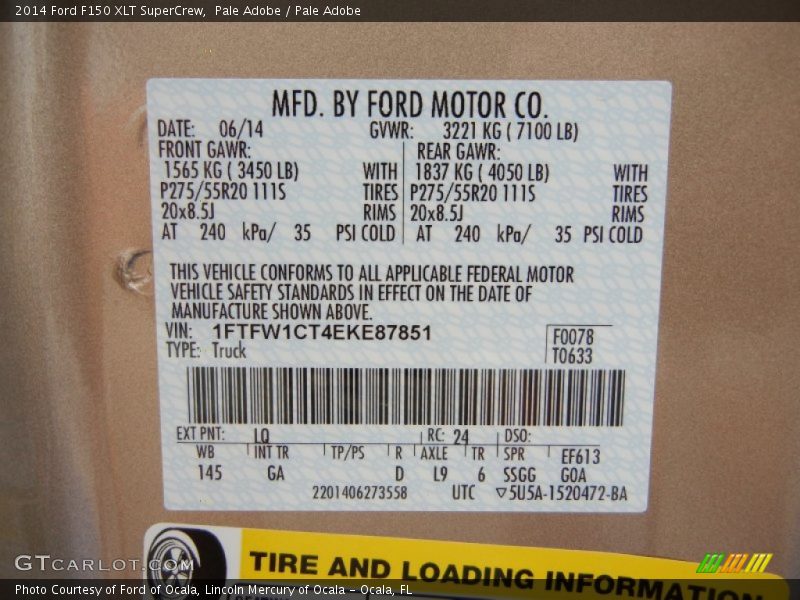 2014 Ford F150 XLT SuperCrew, Pale Adobe / Pale Adobe
MFD. BY FORD MOTOR CO.
DATE: 06/14 GVWR: 3221 KG ( 7100 LB)
FRONT GAWR: REAR GAWR:
1565 KG ( 3450 LB) WITH 1837 KG ( 4050 LB) WITH
P275/55R20 111S TIRES P275/55R20 111S TIRES
20x8.5J RIMS 20x8.5J RIMS
AT 240 kPa/ 35 PSI COLD AT 240 kPa/ 35 PSI COLD
THIS VEHICLE CONFORMS TO ALL APPLICABLE FEDERAL MOTOR
VEHICLE SAFETY STANDARDS IN EFFECT ON THE DATE OF
MANUFACTURE SHOWN ABOVE.
VIN: 1FTFW1CT4EKE87851 F0078
TYPE: Truck T0633
EXT PNT: LQ RC: 24 DSO:
WB INT TR TP/PS R AXLE TR SPR EF613
145 GA D L9 6 SSGG GOA
2201406273558 UTC ▽5U5A-1520472-BA
TIRE AND LOADING INFORMATION
GTCARLOT.COM
Photo Courtesy of Ford of Ocala, Lincoln Mercury of Ocala - Ocala, FL